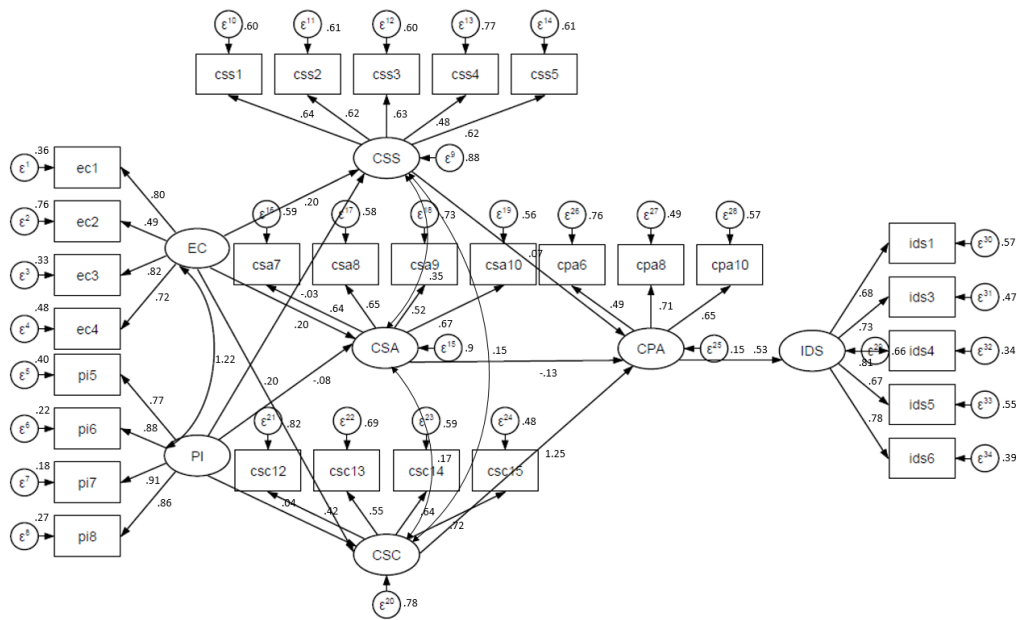 ε10 .60 ε11 .61 ε12 .60 ε13 .77 ε14 .61
css1 css2 css3 css4 css5
.64 .62 .63 .48 .62
.36
ε1 ec1 CSS ε9 .88
.80 .20
.76
ε2 ec2 .49 ε16 .59 ε17 .58 ε18 .73 ε19 .56 ε26 .76 ε27 .49 ε28 .57
EC ids1 ε30 .57
.33 .07
ε3 ec3 .82 csa7 csa8 csa9 csa10 cpa6 cpa8 cpa10
.35
.72 -.03 .64 .65 .52 .49 .71 .68 ids3 ε31 .47
.48
ε4 ec4 .20 .67 .65 .73
CSA ε15 .9 .15 CPA ε25 .15 .53 IDS ε29 .66 ids4 ε32 .34
.40 1.22 .81
ε5 pi5 .20 -.08 -.13 .67
.77 .78 ids5 ε33 .55
.22
ε6 pi6 .88 ε21 .82 ε22 .69 ε23 .59 ε24 .48
PI .17 1.25 ids6 ε34 .39
.18
ε7 pi7 .91 csc12 csc13 csc14 csc15
.86 .04 .42 .55 .64 .72
.27
ε8 pi8
CSC
ε20 .78